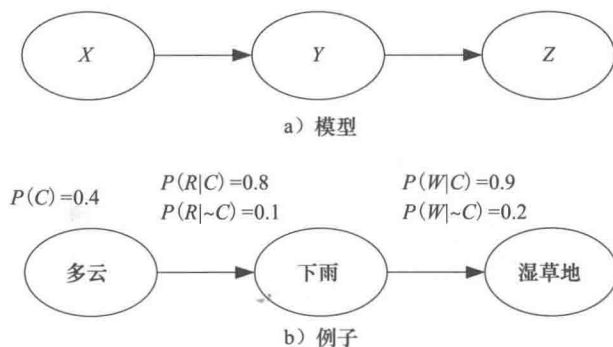 X Y Z
a）模型
P(C)=0.4
P(R|C)=0.8
P(R|~C)=0.1
P(W|C)=0.9
P(W|~C)=0.2
多云 下雨 湿草地
b）例子